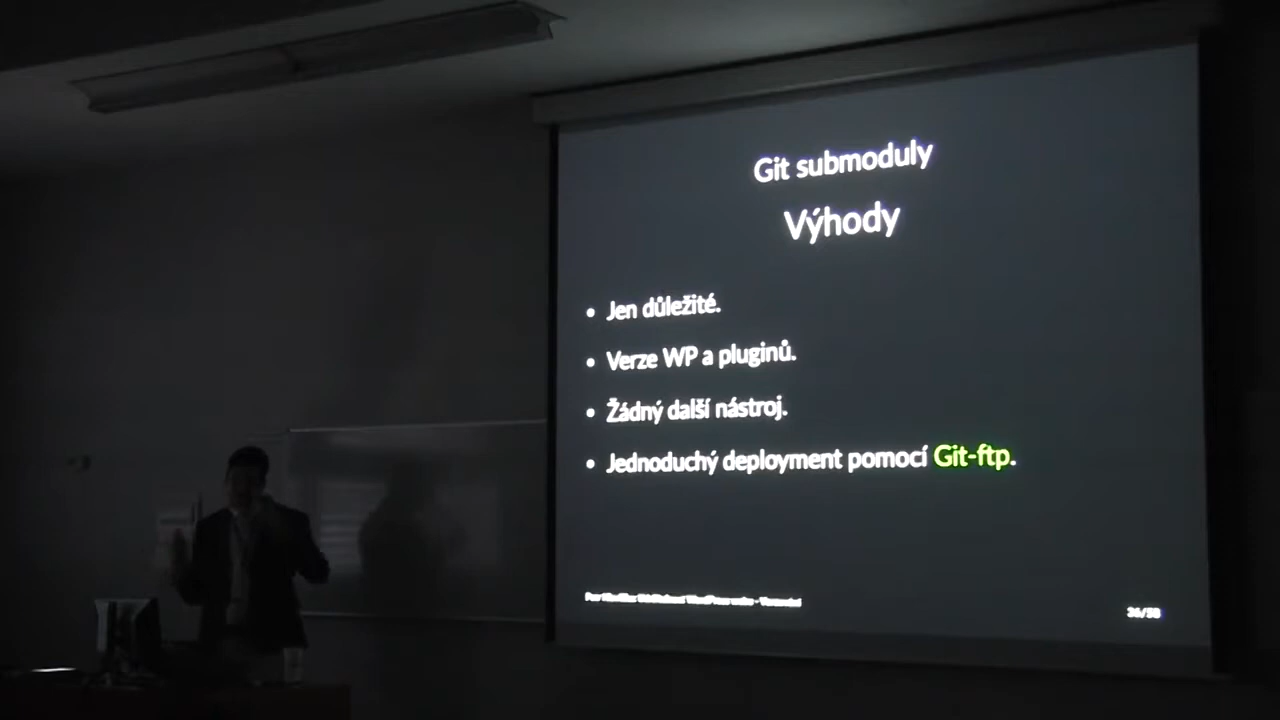 Git submoduly
Výhody
• Jen důležité.
• Verze WP a pluginů.
• Žádný další nástroj.
• Jednoduchý deployment pomocí Git-ftp.